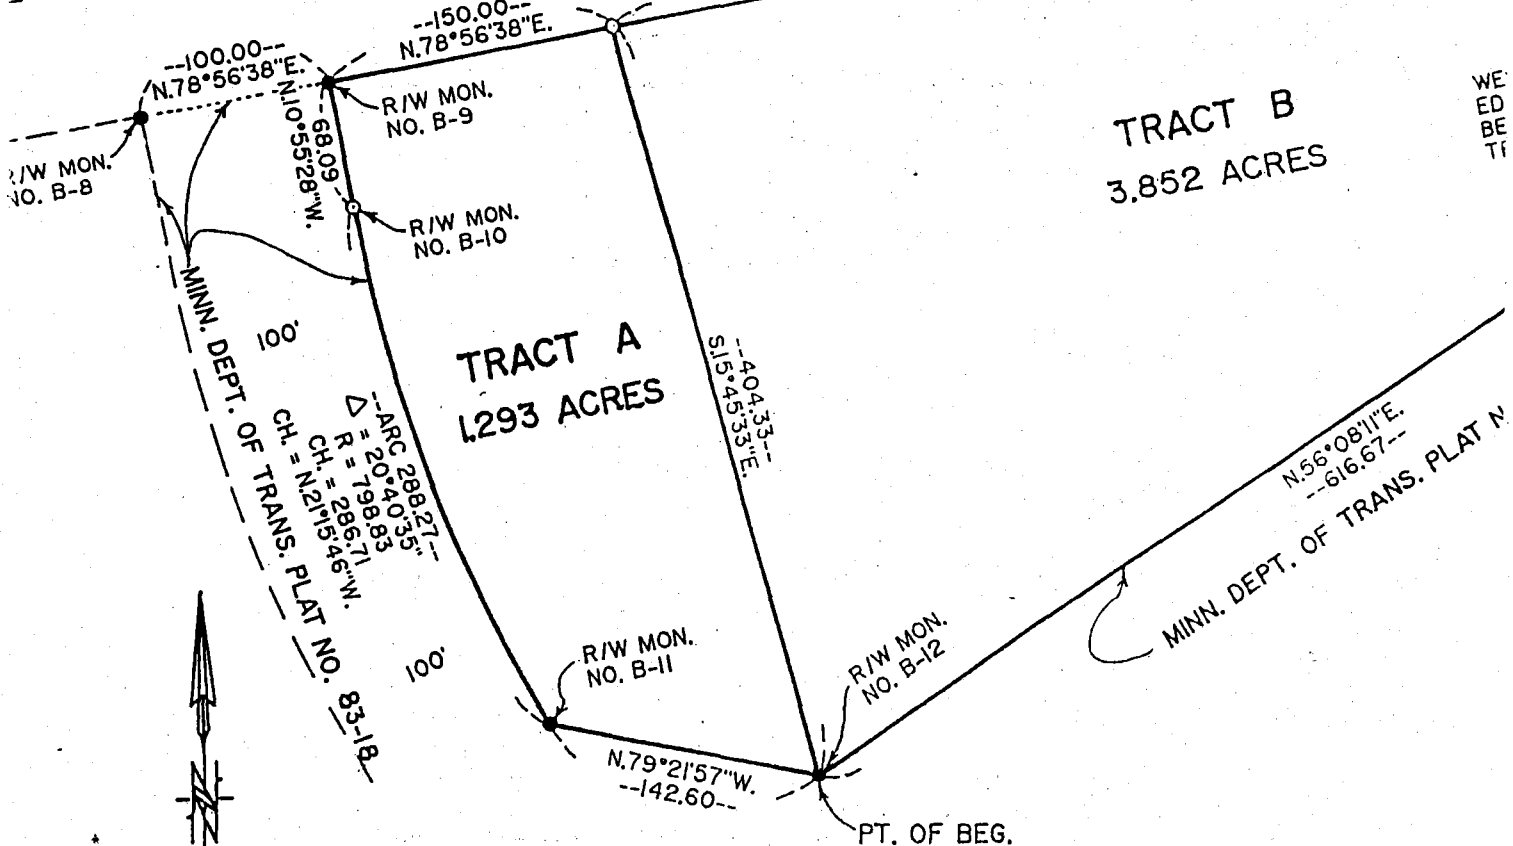 --150.00--
N.78°56'38"E.
--100.00--
N.78°56'38"E.
R/W MON.
NO. B-9
--68.09
N.10°55'28"W.
/W MON.
NO. B-8
R/W MON.
NO. B-10
TRACT B
3.852 ACRES
WE
ED
BE
100'
TRACT A
1.293 ACRES
--404.33--
S.15°45'33"E.
--ARC 288.27--
Δ = 20°40'35"
R = 798.83
CH. = 286.71
CH. = N.21°15'46"W.
MINN. DEPT. OF TRANS. PLAT NO. 83-18
N.56°08'11"E.
--616.67--
MINN. DEPT. OF TRANS. PLAT N
100'
R/W MON.
NO. B-11
R/W MON.
NO. B-12
N.79°21'57"W.
--142.60--
PT. OF BEG.
N